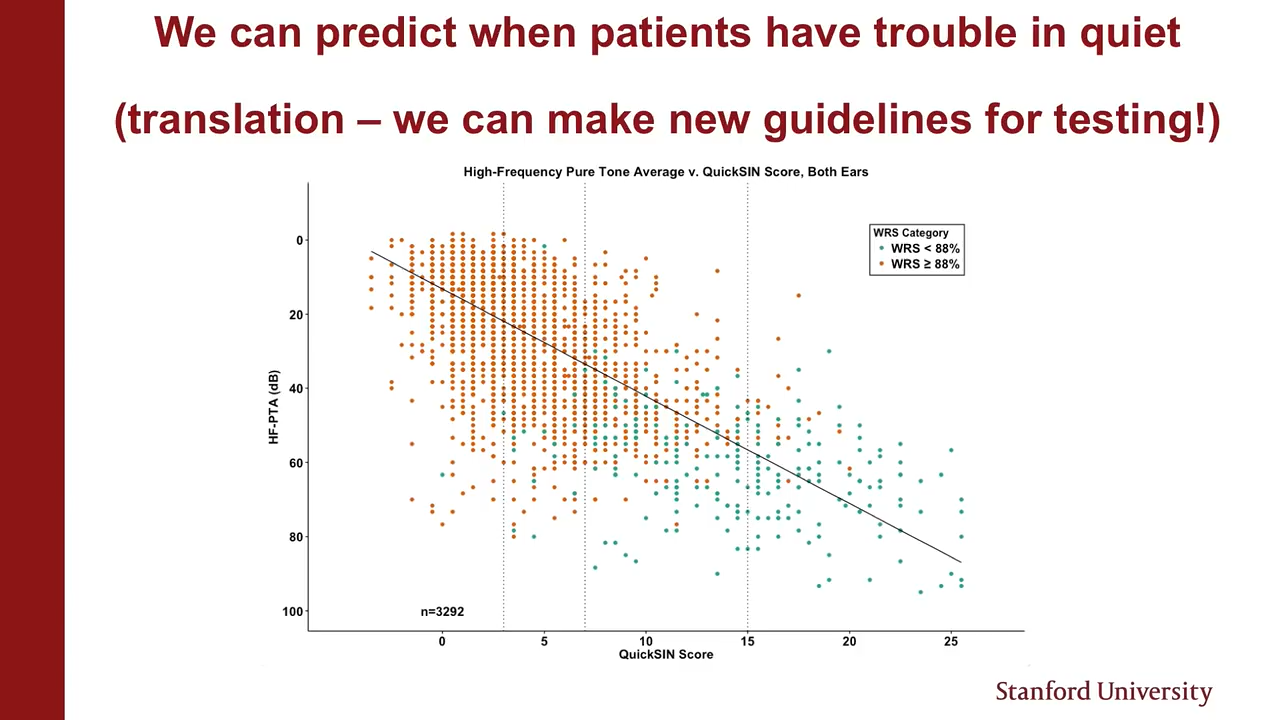 We can predict when patients have trouble in quiet
(translation – we can make new guidelines for testing!)
High-Frequency Pure Tone Average v. QuickSIN Score, Both Ears
WRS Category
WRS < 88%
WRS ≥ 88%
HF-PTA (dB)
0
20
40
60
80
100
n=3292
0 5 10 15 20 25
QuickSIN Score
Stanford University